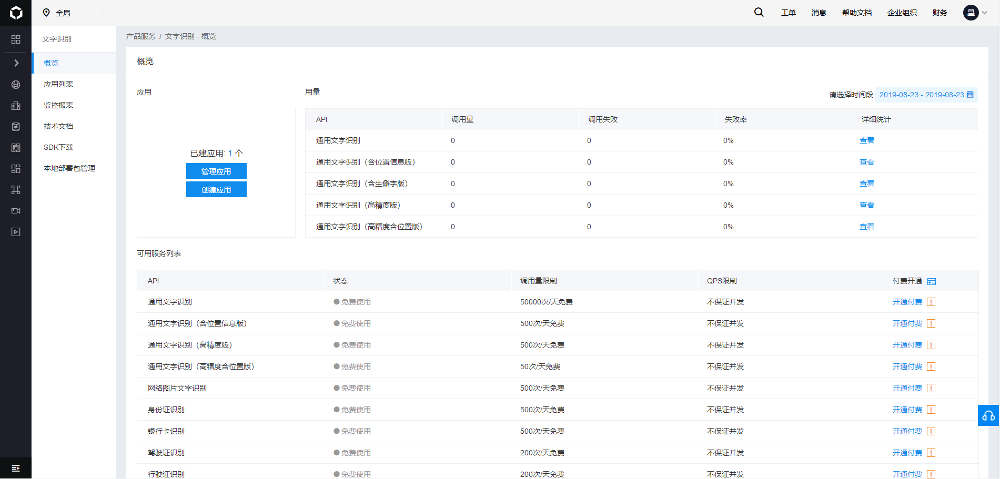 全局
工单 消息 帮助文档 企业组织 财务 星
文字识别
概览
应用列表
监控报表
技术文档
SDK下载
本地部署包管理
产品服务 / 文字识别 - 概览
概览
应用
已建应用: 1 个
管理应用
创建应用
用量
请选择时间段 2019-08-23 - 2019-08-23
API 调用量 调用失败 失败率 详细统计
通用文字识别 0 0 0% 查看
通用文字识别（含位置信息版） 0 0 0% 查看
通用文字识别（含生僻字版） 0 0 0% 查看
通用文字识别（高精度版） 0 0 0% 查看
通用文字识别（高精度含位置版） 0 0 0% 查看
可用服务列表
API 状态 调用量限制 QPS限制 付费开通
通用文字识别 免费使用 50000次/天免费 不保证并发 开通付费
通用文字识别（含位置信息版） 免费使用 500次/天免费 不保证并发 开通付费
通用文字识别（高精度版） 免费使用 500次/天免费 不保证并发 开通付费
通用文字识别（高精度含位置版） 免费使用 50次/天免费 不保证并发 开通付费
网络图片文字识别 免费使用 500次/天免费 不保证并发 开通付费
身份证识别 免费使用 500次/天免费 不保证并发 开通付费
银行卡识别 免费使用 500次/天免费 不保证并发 开通付费
驾驶证识别 免费使用 200次/天免费 不保证并发 开通付费
行驶证识别 免费使用 200次/天免费 不保证并发 开通付费